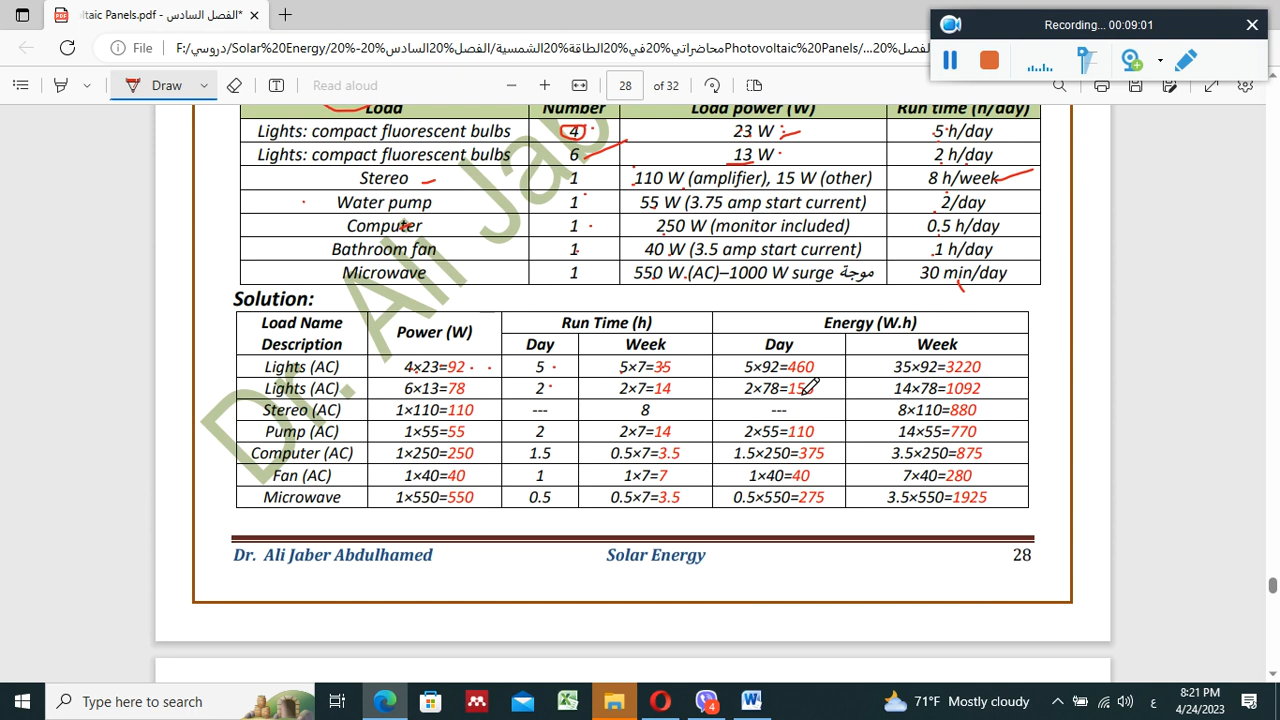 الفصل السادس* - ltaic Panels.pdf
Recording... 00:09:01
File
F:/دروسي/Solar%20Energy/محاضراتي%20في%20الطاقة%20الشمسية/الفصل%20السادس%20-%20Photovoltaic%20Panels/...الفصل%20
Draw
Read aloud
28 of 32
Load Number Load power (W) Run time (h/day)
Lights: compact fluorescent bulbs 4 23 W 5 h/day
Lights: compact fluorescent bulbs 6 13 W 2 h/day
Stereo 1 110 W (amplifier), 15 W (other) 8 h/week
Water pump 1 55 W (3.75 amp start current) 2/day
Computer 1 250 W (monitor included) 0.5 h/day
Bathroom fan 1 40 W (3.5 amp start current) 1 h/day
Microwave 1 550 W.(AC)–1000 W surge موجة 30 min/day
Solution:
Load Name Description Power (W) Run Time (h) Energy (W.h)
Day Week Day Week
Lights (AC) 4×23=92 5 5×7=35 5×92=460 35×92=3220
Lights (AC) 6×13=78 2 2×7=14 2×78=15 14×78=1092
Stereo (AC) 1×110=110 --- 8 --- 8×110=880
Pump (AC) 1×55=55 2 2×7=14 2×55=110 14×55=770
Computer (AC) 1×250=250 1.5 0.5×7=3.5 1.5×250=375 3.5×250=875
Fan (AC) 1×40=40 1 1×7=7 1×40=40 7×40=280
Microwave 1×550=550 0.5 0.5×7=3.5 0.5×550=275 3.5×550=1925
Dr. Ali Jab
Dr. Ali Jaber Abdulhamed Solar Energy 28
Type here to search
4
71°F Mostly cloudy
ع
8:21 PM
4/24/2023